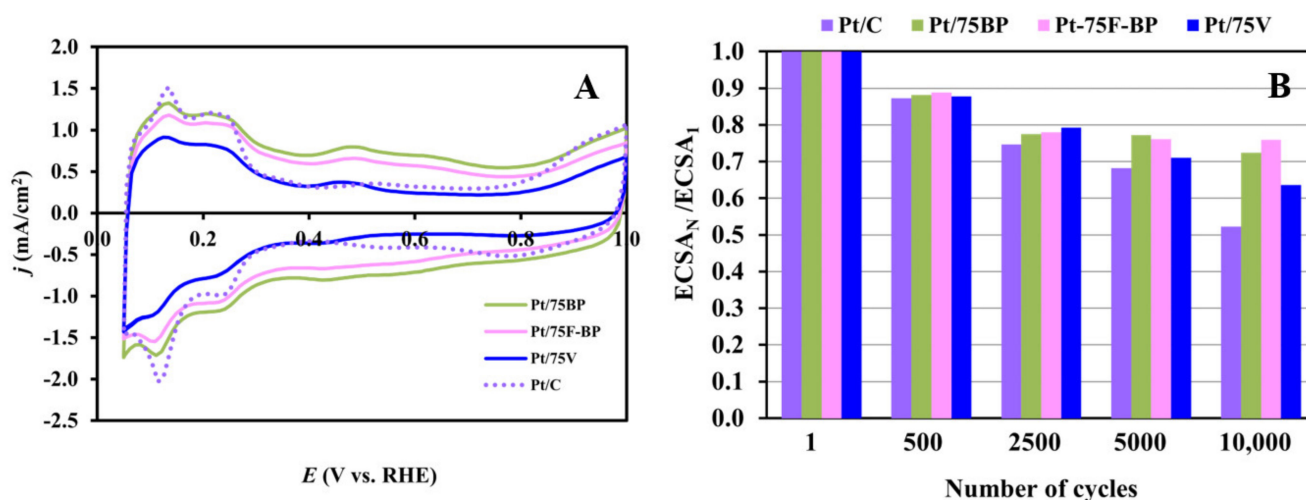 A
2.0
1.5
1.0
0.5
0.0
-0.5
-1.0
-1.5
-2.0
-2.5
j (mA/cm²)
0.0 0.2 0.4 0.6 0.8 1.0
Pt/75BP
Pt/75F-BP
Pt/75V
Pt/C
E (V vs. RHE)
Pt/C Pt/75BP Pt-75F-BP Pt/75V
B
1.0
0.9
0.8
0.7
0.6
0.5
0.4
0.3
0.2
0.1
0.0
ECSA_N /ECSA_1
1 500 2500 5000 10,000
Number of cycles